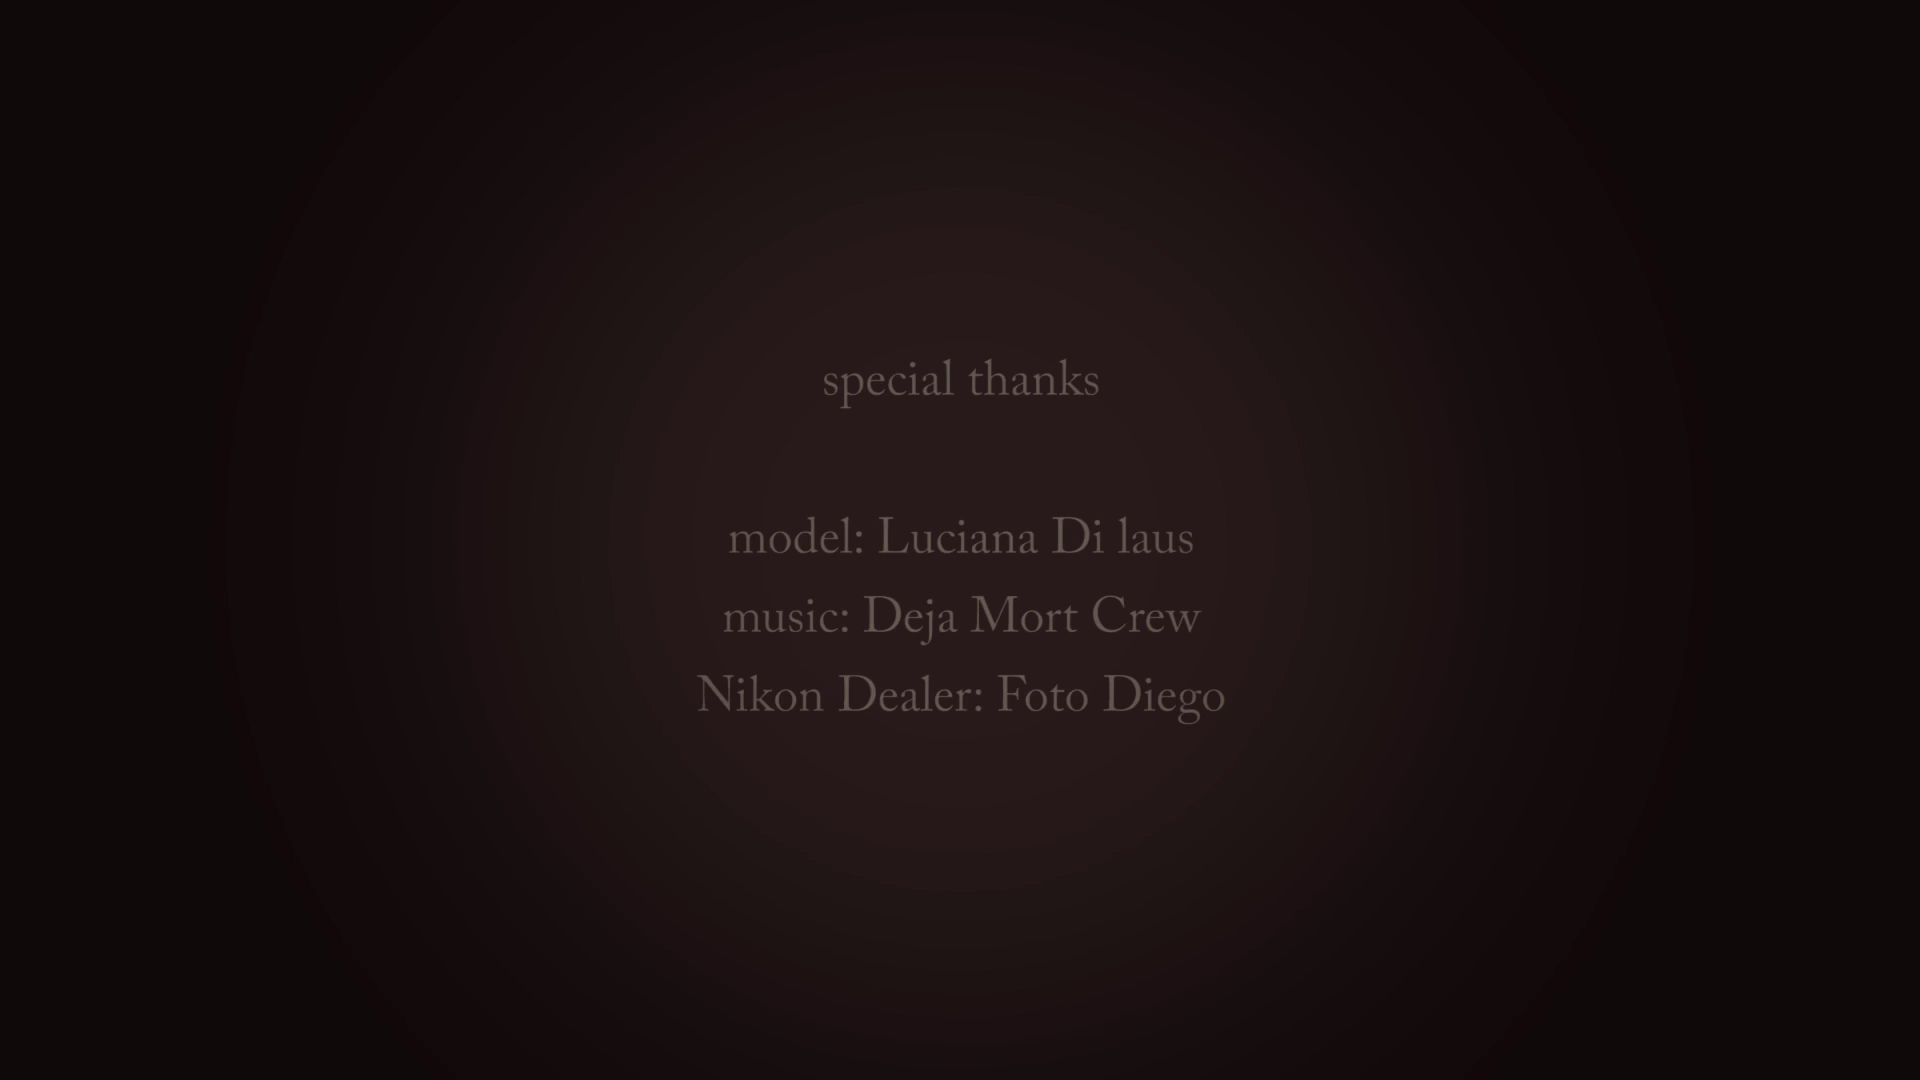 special thanks
model: Luciana Di laus
music: Deja Mort Crew
Nikon Dealer: Foto Diego